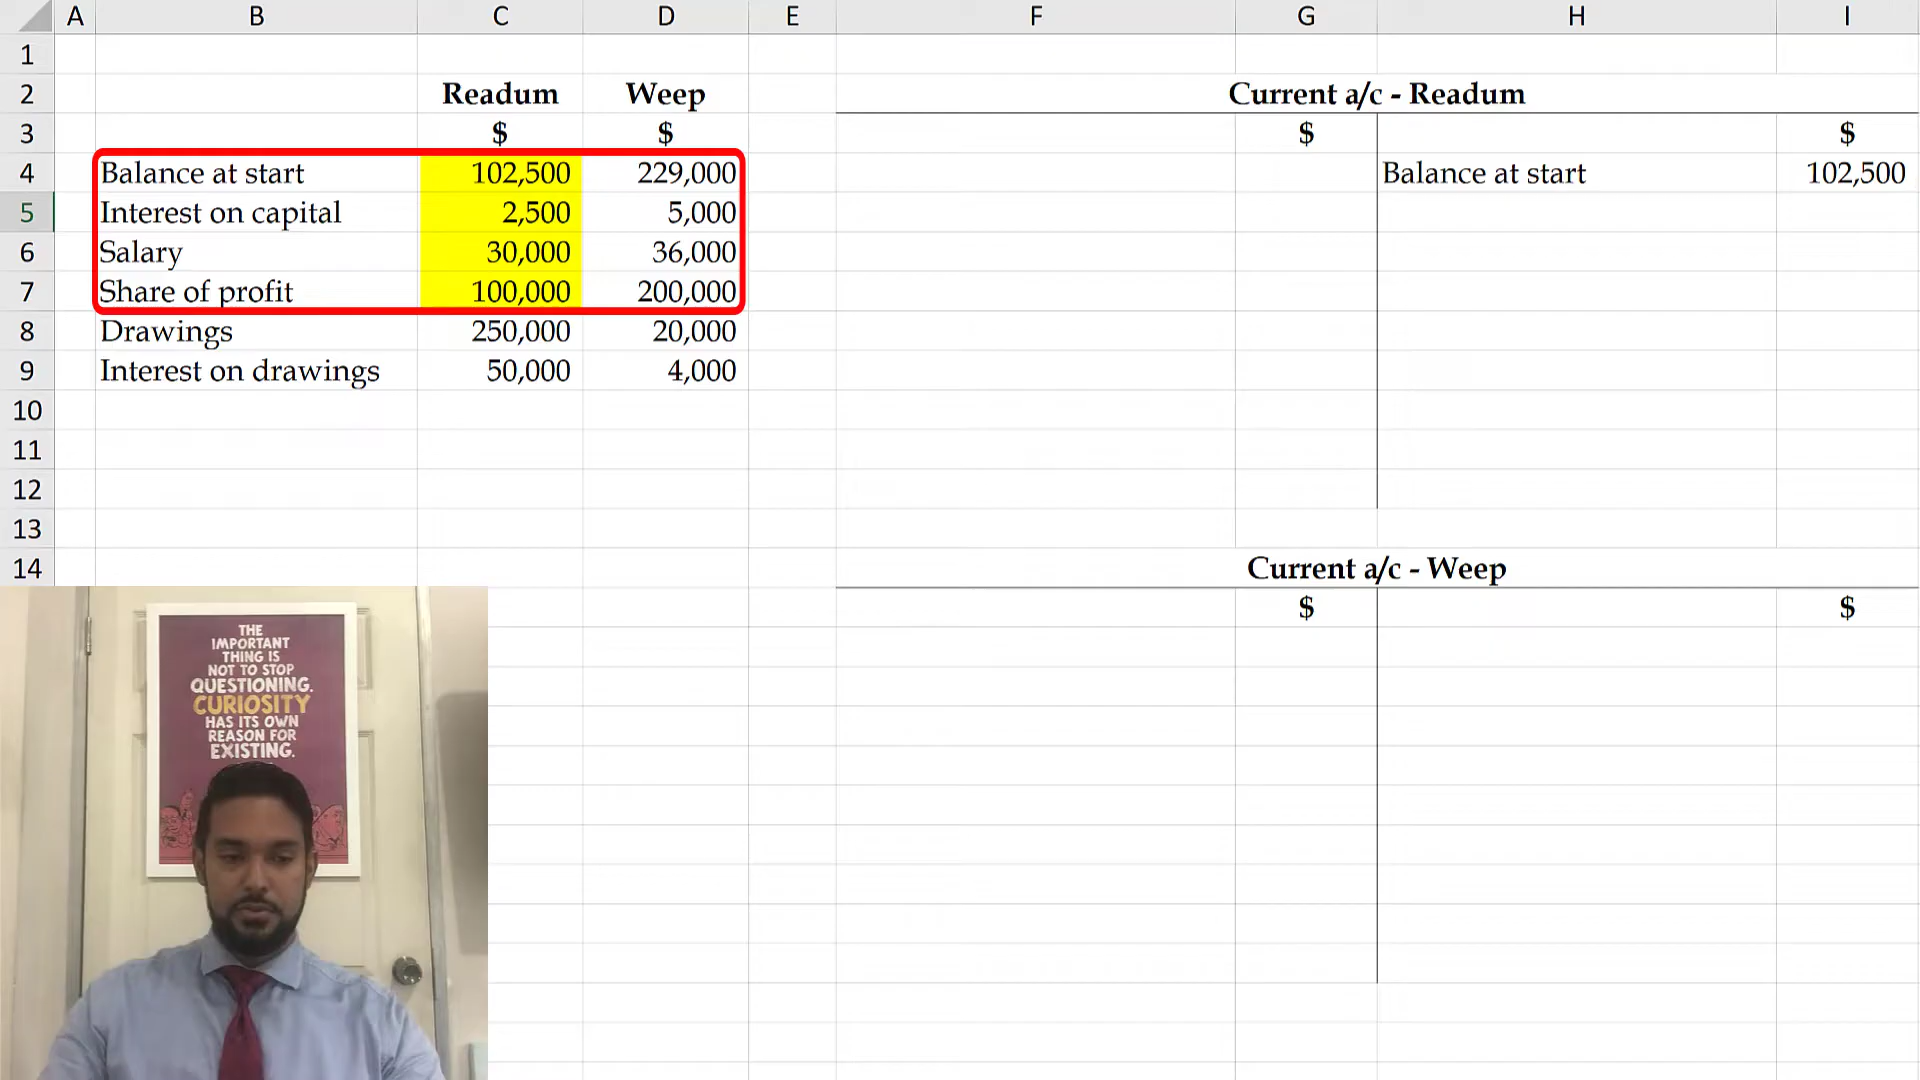 A B C D E F G H I
1
2 Readum Weep Current a/c - Readum
3 $ $ $ $
4 Balance at start 102,500 229,000 Balance at start 102,500
5 Interest on capital 2,500 5,000
6 Salary 30,000 36,000
7 Share of profit 100,000 200,000
8 Drawings 250,000 20,000
9 Interest on drawings 50,000 4,000
10
11
12
13
14 Current a/c - Weep
$ $
THE
IMPORTANT
THING IS
NOT TO STOP
QUESTIONING.
CURIOSITY
HAS ITS OWN
REASON FOR
EXISTING.